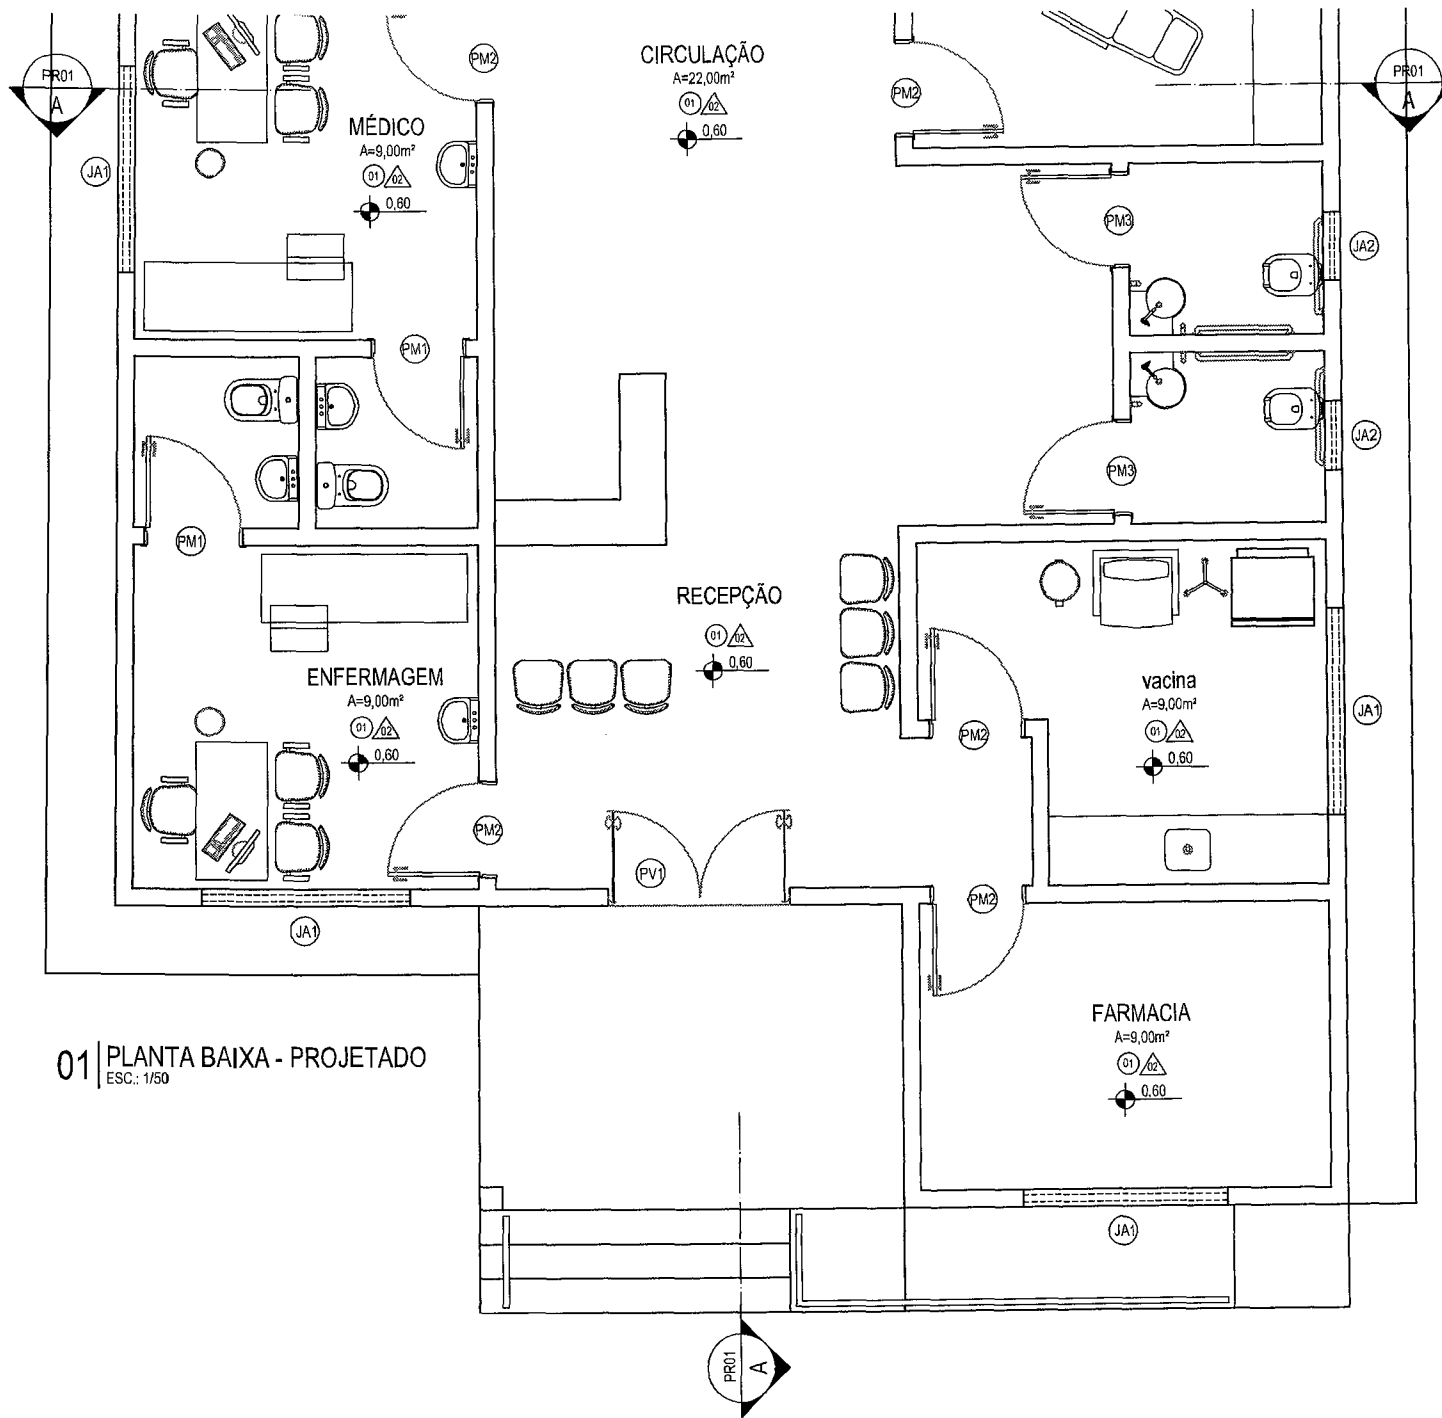 CIRCULAÇÃO
A=22,00m²
01 02
0,60
PM2
PM2
PR01
A
PR01
A
MÉDICO
A=9,00m²
01 02
0,60
JA1
PM3
JA2
PM1
JA2
PM3
PM1
RECEPÇÃO
01 02
0,60
ENFERMAGEM
A=9,00m²
01 02
0,60
vacina
A=9,00m²
01 02
0,60
JA1
PM2
PM2
PV1
PM2
JA1
FARMACIA
A=9,00m²
01 02
0,60
01 PLANTA BAIXA - PROJETADO
ESC.: 1/50
JA1
PR01
A